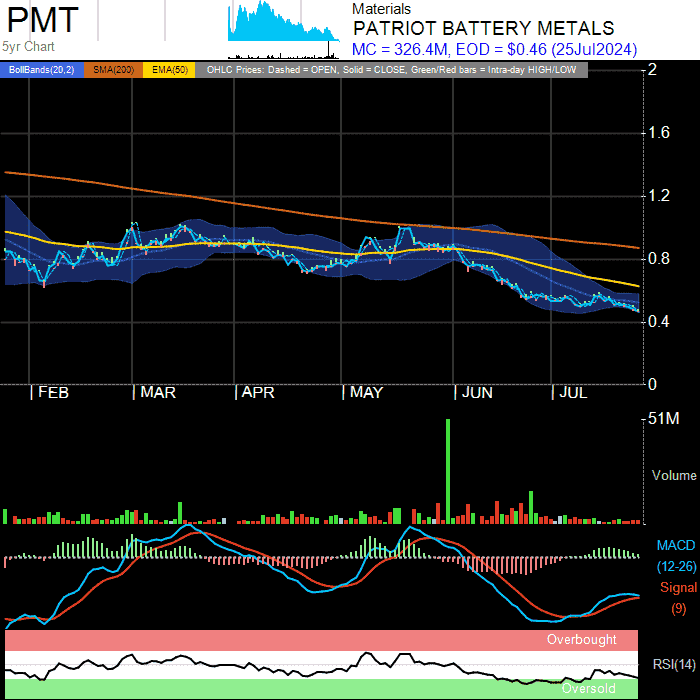 PMT
5yr Chart
Materials
PATRIOT BATTERY METALS
MC = 326.4M, EOD = $0.46 (25Jul2024)
BollBands(20,2) SMA(200) EMA(50) OHLC Prices: Dashed = OPEN, Solid = CLOSE, Green/Red bars = Intra-day HIGH/LOW
2
1.6
1.2
0.8
0.4
0
| FEB | MAR | APR | MAY | JUN | JUL
51M
Volume
MACD
(12-26)
Signal
(9)
Overbought
RSI(14)
Oversold